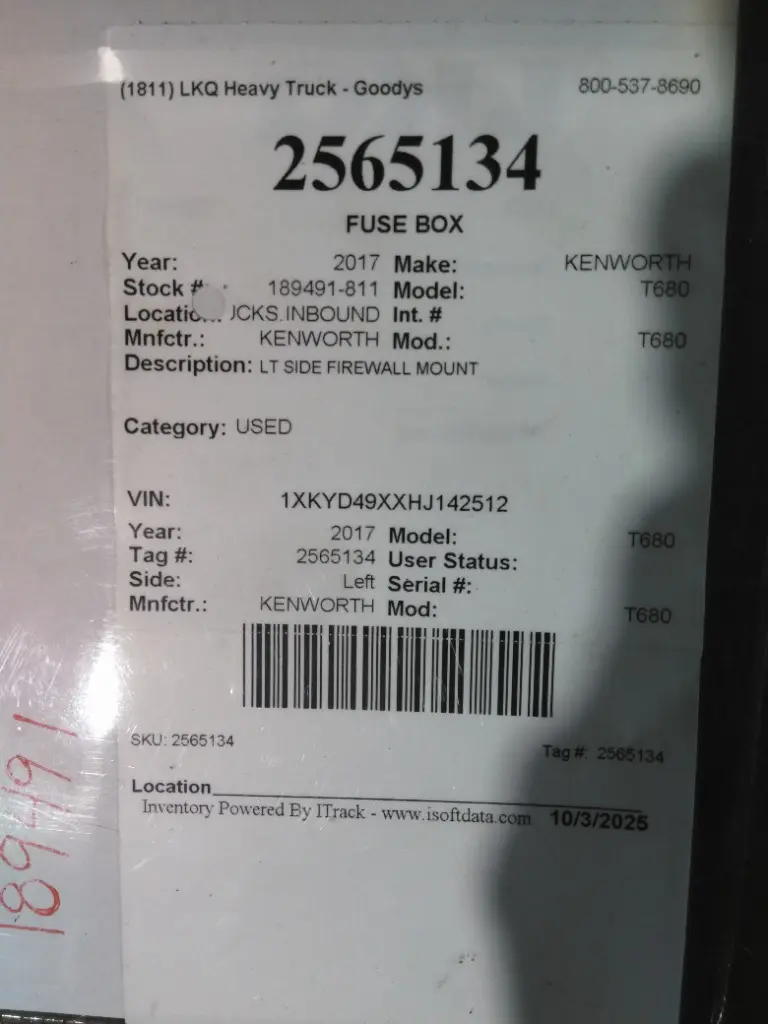 (1811) LKQ Heavy Truck - Goodys 800-537-8690
2565134
FUSE BOX
Year: 2017 Make: KENWORTH
Stock # 189491-811 Model: T680
Locatio... JCKS.INBOUND Int. #
Mnfctr.: KENWORTH Mod.: T680
Description: LT SIDE FIREWALL MOUNT
Category: USED
VIN: 1XKYD49XXHJ142512
Year: 2017 Model: T680
Tag #: 2565134 User Status:
Side: Left Serial #:
Mnfctr.: KENWORTH Mod: T680
SKU: 2565134 Tag #: 2565134
Location
Inventory Powered By ITrack - www.isoftdata.com 10/3/2025
189491